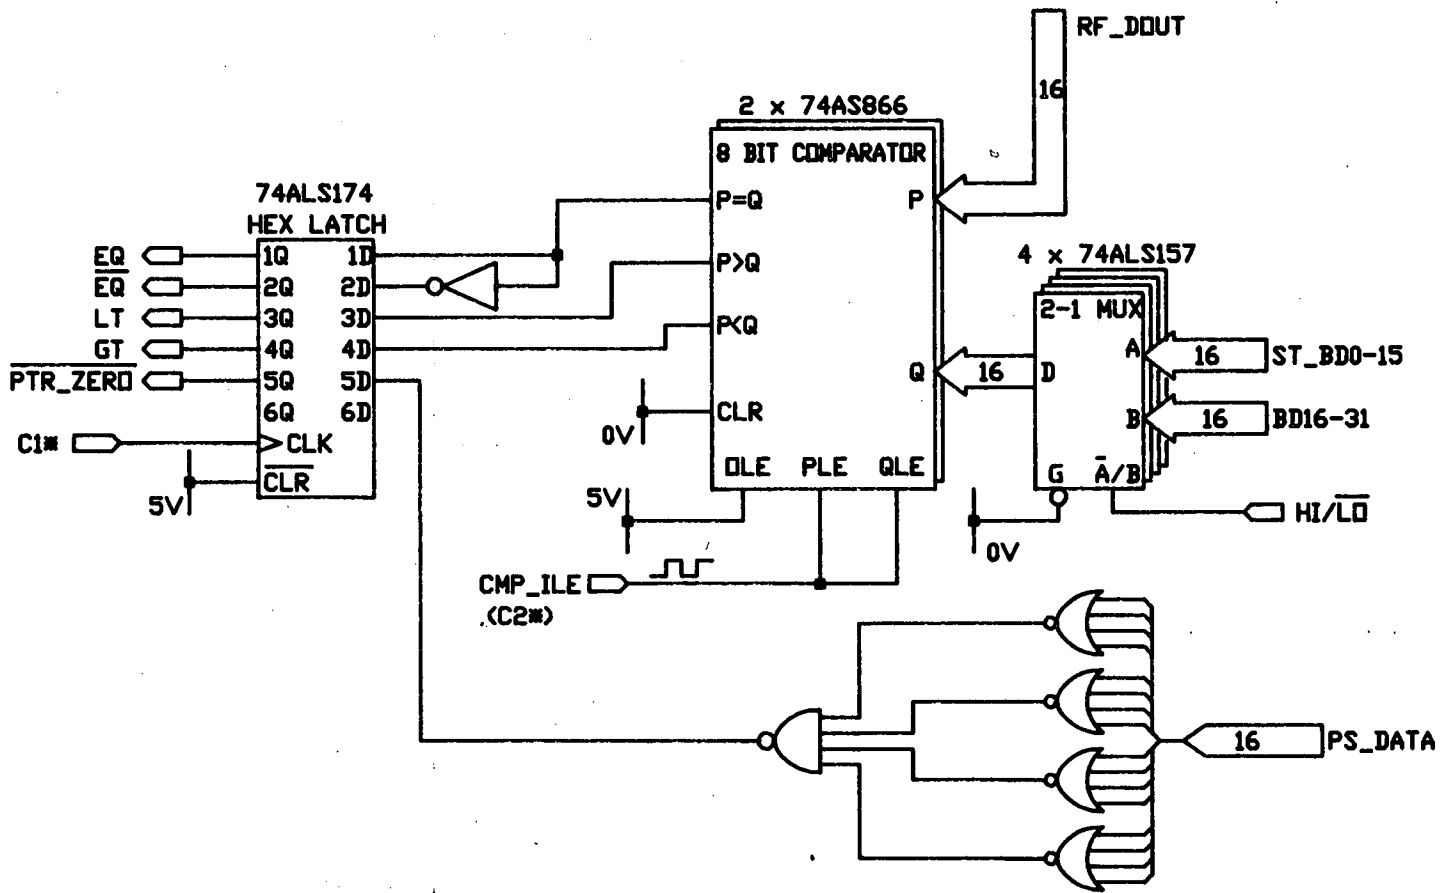 RF_DOUT
16
2 x 74AS866
8 BIT COMPARATOR
P=Q
P
P>Q
P<Q
Q
CLR
0V
OLE PLE QLE
5V
CMP_ILE
(C2*)
74ALS174
HEX LATCH
EQ 1Q 1D
EQ 2Q 2D
LT 3Q 3D
GT 4Q 4D
PTR_ZERO 5Q 5D
6Q 6D
C1* CLK
CLR
5V
4 x 74ALS157
2-1 MUX
A 16 ST_BD0-15
16 D
B 16 BD16-31
G A/B
HI/LO
0V
16 PS_DATA